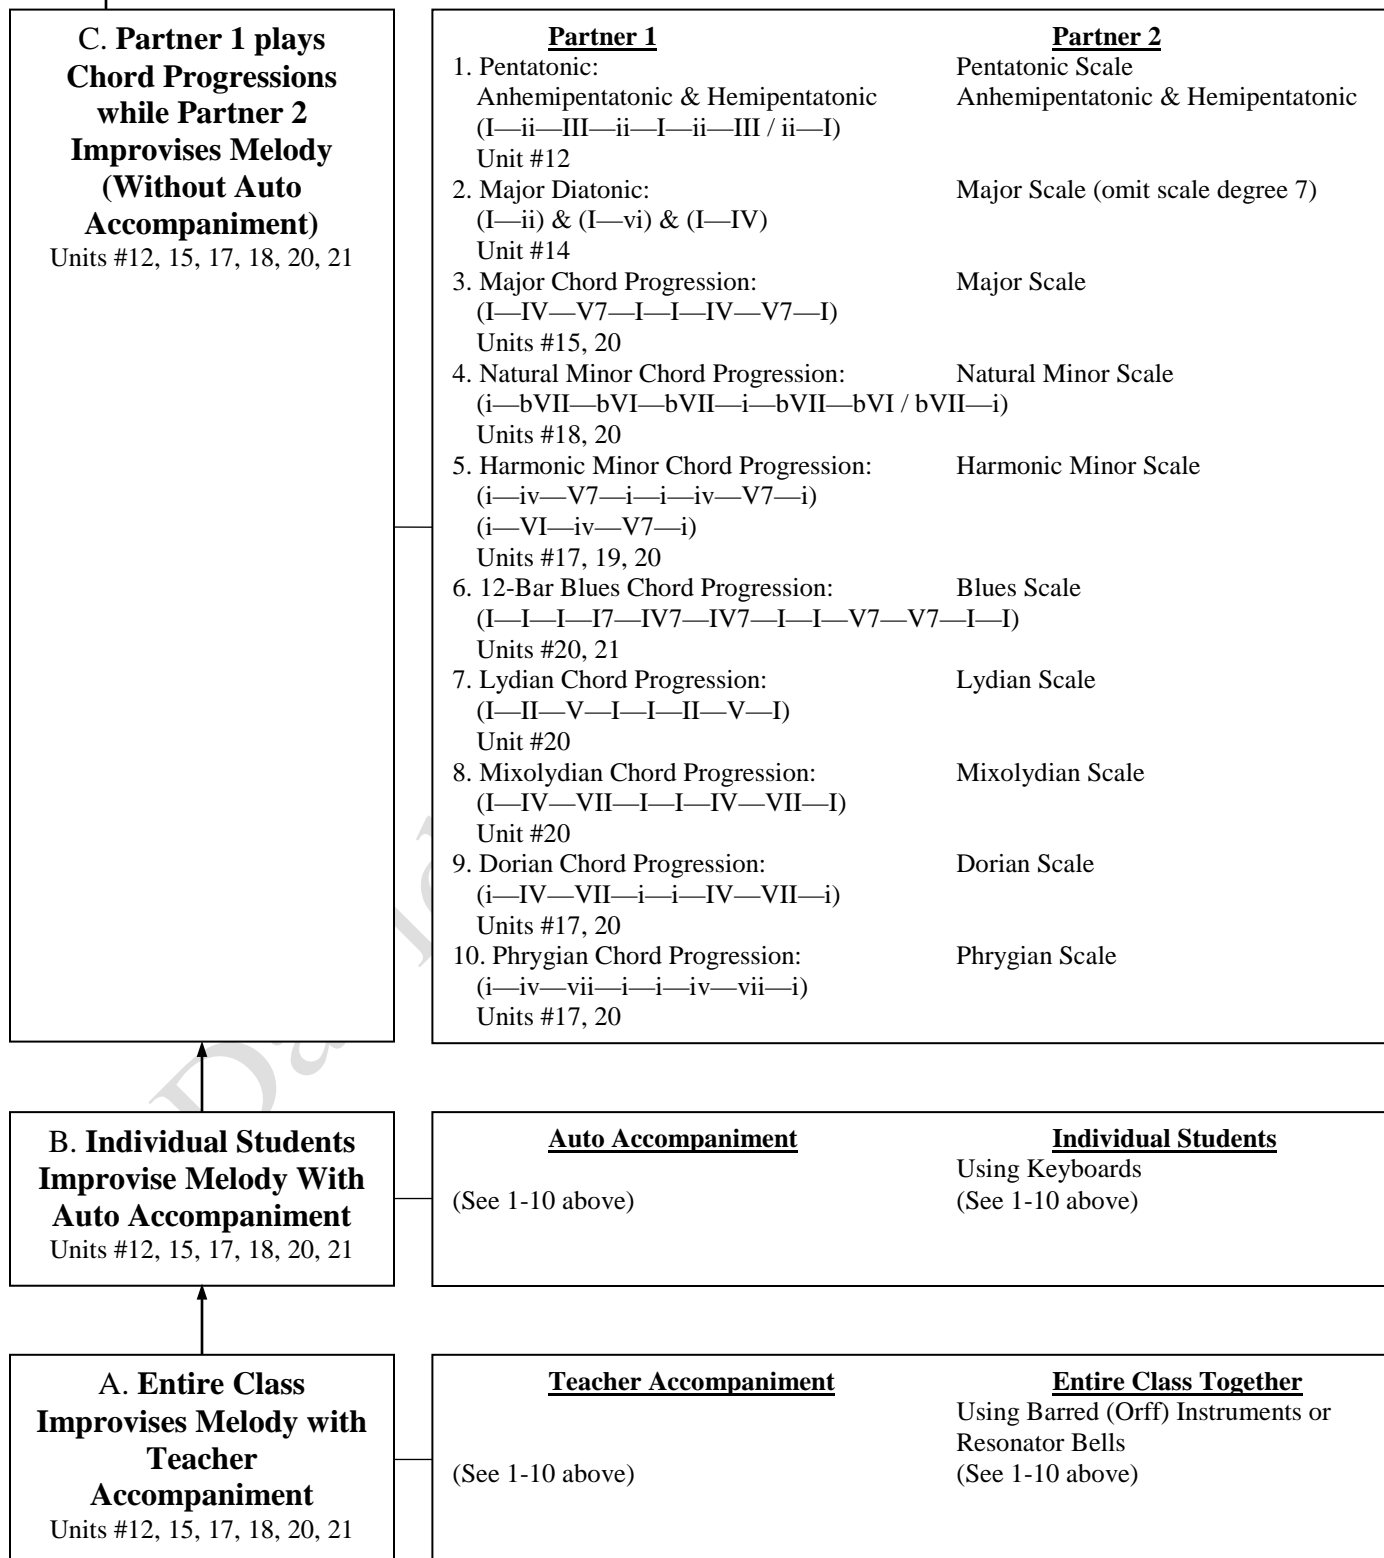 C. Partner 1 plays
Chord Progressions
while Partner 2
Improvises Melody
(Without Auto
Accompaniment)
Units #12, 15, 17, 18, 20, 21
Partner 1 Partner 2
1. Pentatonic: Pentatonic Scale
Anhemipentatonic & Hemipentatonic Anhemipentatonic & Hemipentatonic
(I—ii—III—ii—I—ii—III / ii—I)
Unit #12
2. Major Diatonic: Major Scale (omit scale degree 7)
(I—ii) & (I—vi) & (I—IV)
Unit #14
3. Major Chord Progression: Major Scale
(I—IV—V7—I—I—IV—V7—I)
Units #15, 20
4. Natural Minor Chord Progression: Natural Minor Scale
(i—bVII—bVI—bVII—i—bVII—bVI / bVII—i)
Units #18, 20
5. Harmonic Minor Chord Progression: Harmonic Minor Scale
(i—iv—V7—i—i—iv—V7—i)
(i—VI—iv—V7—i)
Units #17, 19, 20
6. 12-Bar Blues Chord Progression: Blues Scale
(I—I—I—I7—IV7—IV7—I—I—V7—V7—I—I)
Units #20, 21
7. Lydian Chord Progression: Lydian Scale
(I—II—V—I—I—II—V—I)
Unit #20
8. Mixolydian Chord Progression: Mixolydian Scale
(I—IV—VII—I—I—IV—VII—I)
Unit #20
9. Dorian Chord Progression: Dorian Scale
(i—IV—VII—i—i—IV—VII—i)
Units #17, 20
10. Phrygian Chord Progression: Phrygian Scale
(i—iv—vii—i—i—iv—vii—i)
Units #17, 20
B. Individual Students
Improvise Melody With
Auto Accompaniment
Units #12, 15, 17, 18, 20, 21
Auto Accompaniment Individual Students
Using Keyboards
(See 1-10 above) (See 1-10 above)
A. Entire Class
Improvises Melody with
Teacher
Accompaniment
Units #12, 15, 17, 18, 20, 21
Teacher Accompaniment Entire Class Together
Using Barred (Orff) Instruments or
Resonator Bells
(See 1-10 above) (See 1-10 above)